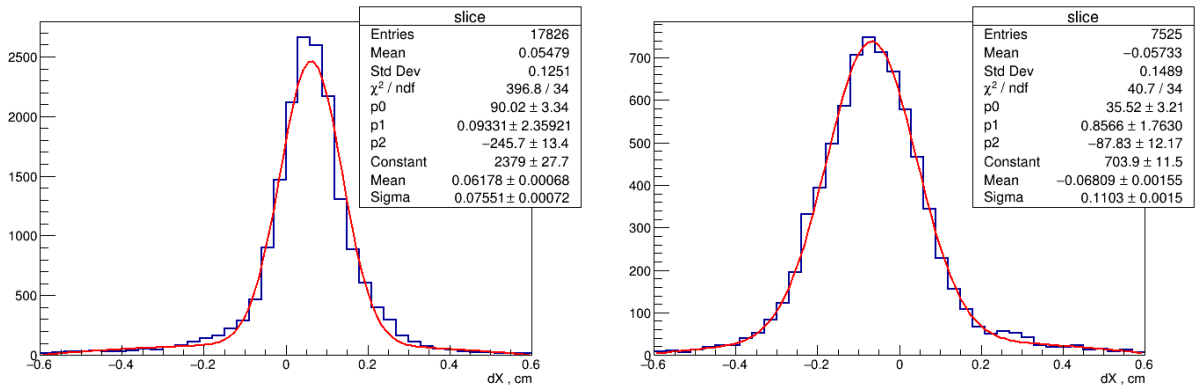 slice
Entries 17826
Mean 0.05479
Std Dev 0.1251
χ² / ndf 396.8 / 34
p0 90.02 ± 3.34
p1 0.09331 ± 2.35921
p2 −245.7 ± 13.4
Constant 2379 ± 27.7
Mean 0.06178 ± 0.00068
Sigma 0.07551 ± 0.00072
2500
2000
1500
1000
500
0
−0.6 −0.4 −0.2 0 0.2 0.4 0.6
dX , cm
slice
Entries 7525
Mean −0.05733
Std Dev 0.1489
χ² / ndf 40.7 / 34
p0 35.52 ± 3.21
p1 0.8566 ± 1.7630
p2 −87.83 ± 12.17
Constant 703.9 ± 11.5
Mean −0.06809 ± 0.00155
Sigma 0.1103 ± 0.0015
700
600
500
400
300
200
100
0
−0.6 −0.4 −0.2 0 0.2 0.4 0.6
dX , cm